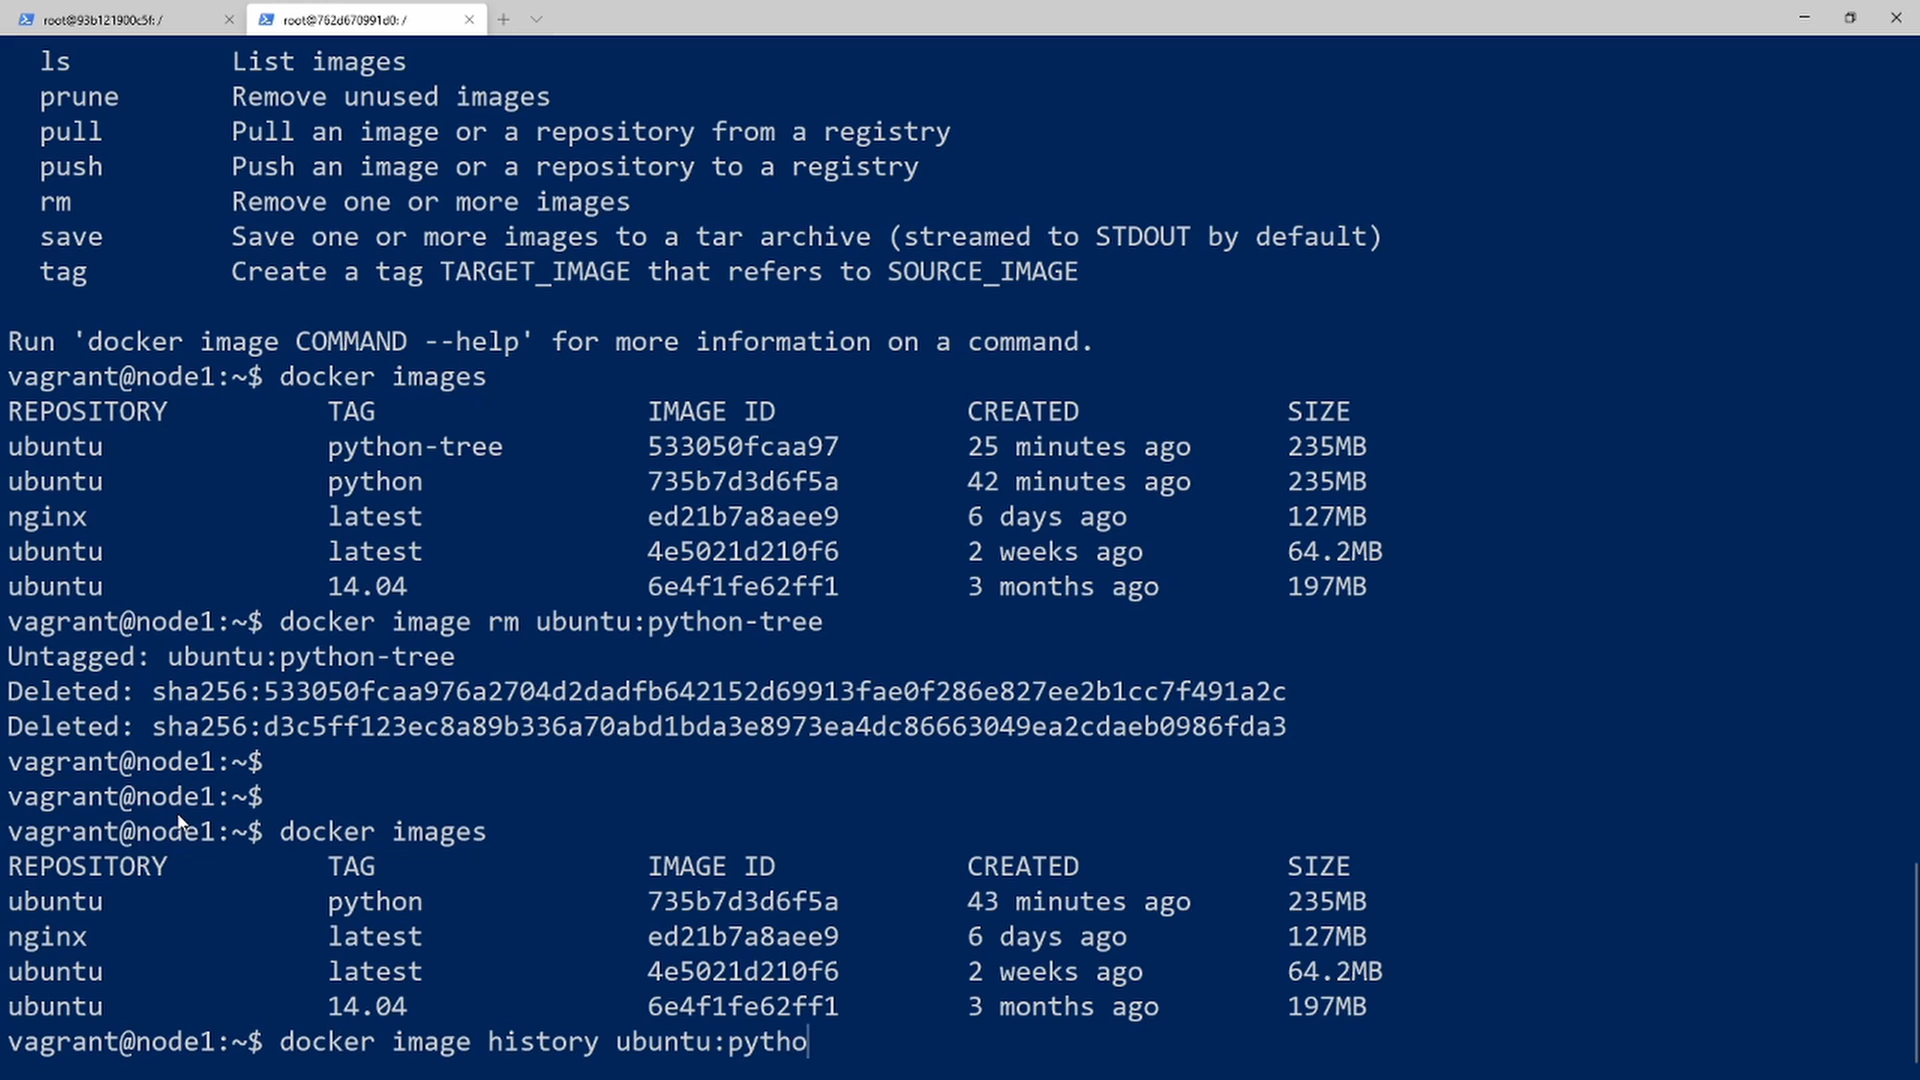 root@93b121900c5f: /
root@762d670991d0: /
ls List images
prune Remove unused images
pull Pull an image or a repository from a registry
push Push an image or a repository to a registry
rm Remove one or more images
save Save one or more images to a tar archive (streamed to STDOUT by default)
tag Create a tag TARGET_IMAGE that refers to SOURCE_IMAGE
Run 'docker image COMMAND --help' for more information on a command.
vagrant@node1:~$ docker images
REPOSITORY TAG IMAGE ID CREATED SIZE
ubuntu python-tree 533050fcaa97 25 minutes ago 235MB
ubuntu python 735b7d3d6f5a 42 minutes ago 235MB
nginx latest ed21b7a8aee9 6 days ago 127MB
ubuntu latest 4e5021d210f6 2 weeks ago 64.2MB
ubuntu 14.04 6e4f1fe62ff1 3 months ago 197MB
vagrant@node1:~$ docker image rm ubuntu:python-tree
Untagged: ubuntu:python-tree
Deleted: sha256:533050fcaa976a2704d2dadfb642152d69913fae0f286e827ee2b1cc7f491a2c
Deleted: sha256:d3c5ff123ec8a89b336a70abd1bda3e8973ea4dc86663049ea2cdaeb0986fda3
vagrant@node1:~$
vagrant@node1:~$
vagrant@node1:~$ docker images
REPOSITORY TAG IMAGE ID CREATED SIZE
ubuntu python 735b7d3d6f5a 43 minutes ago 235MB
nginx latest ed21b7a8aee9 6 days ago 127MB
ubuntu latest 4e5021d210f6 2 weeks ago 64.2MB
ubuntu 14.04 6e4f1fe62ff1 3 months ago 197MB
vagrant@node1:~$ docker image history ubuntu:pytho